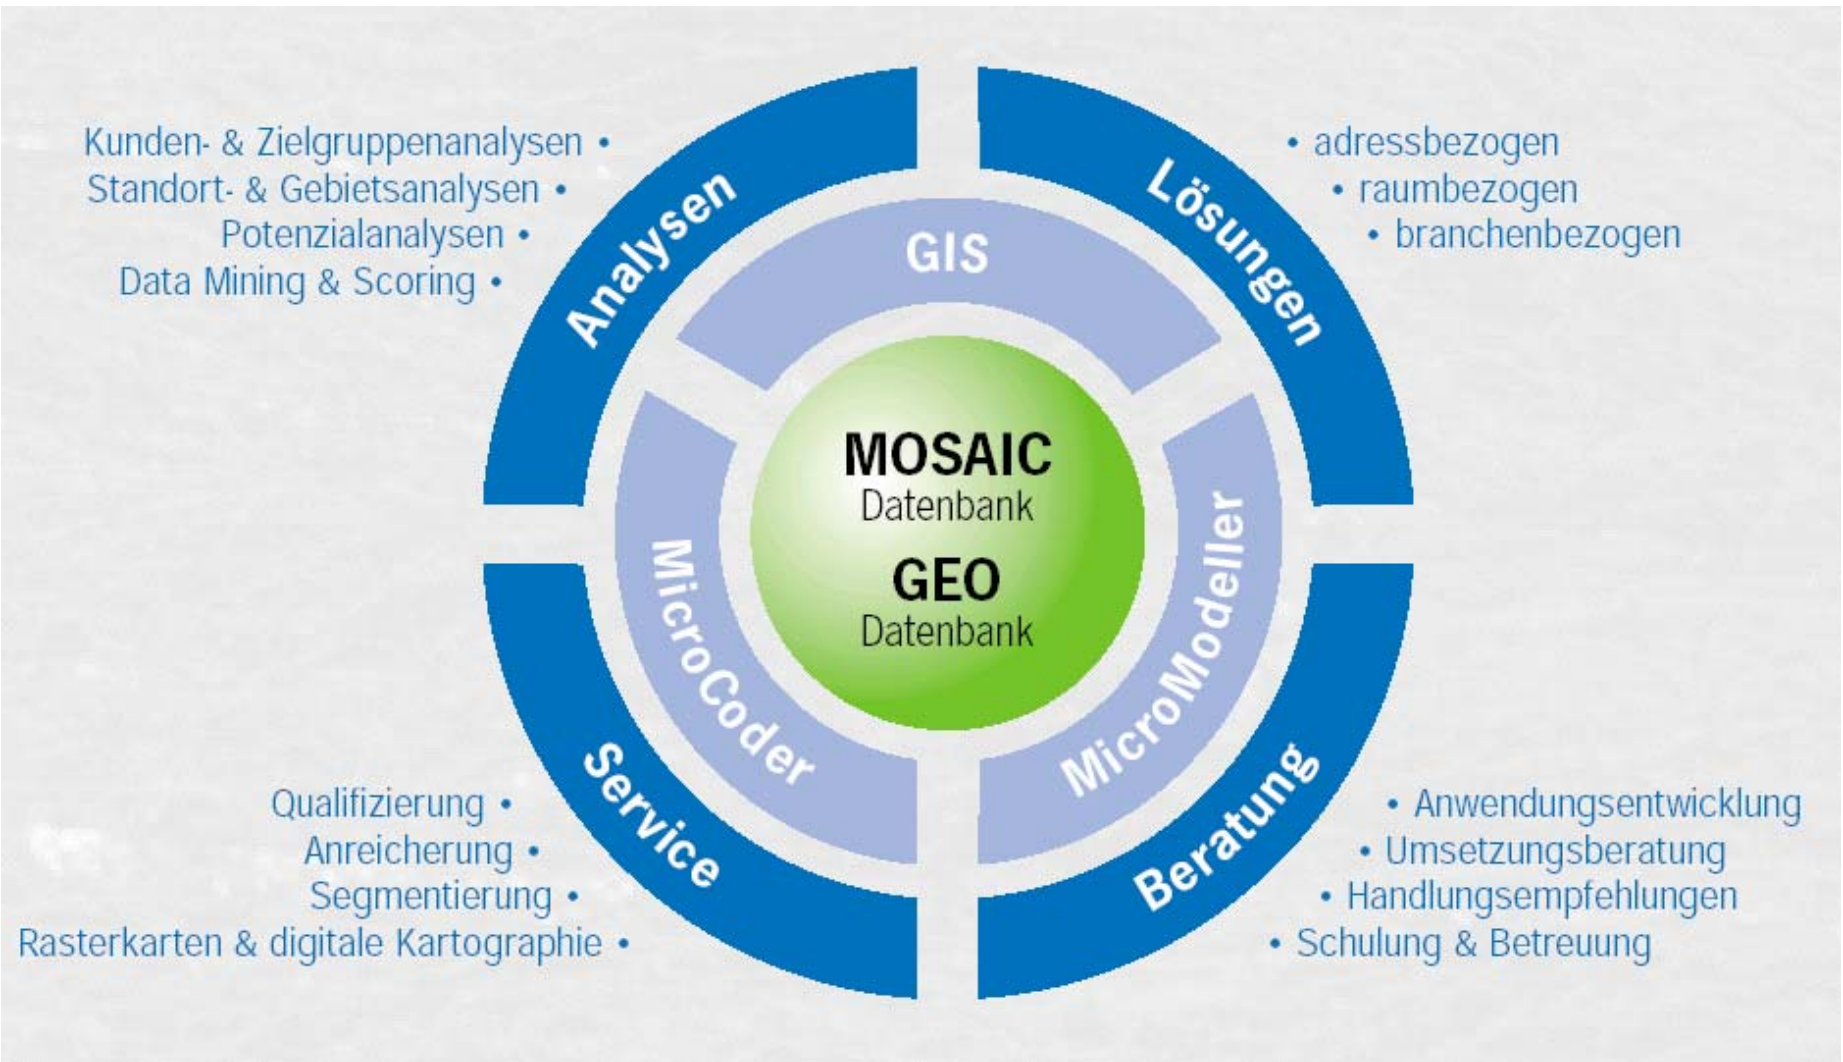 Kunden- & Zielgruppenanalysen •
Standort- & Gebietsanalysen •
Potenzialanalysen •
Data Mining & Scoring •
Analysen
Lösungen
• adressbezogen
• raumbezogen
• branchenbezogen
GIS
MOSAIC
Datenbank
GEO
Datenbank
MicroCoder
MicroModeller
Service
Beratung
Qualifizierung •
Anreicherung •
Segmentierung •
Rasterkarten & digitale Kartographie •
• Anwendungsentwicklung
• Umsetzungsberatung
• Handlungsempfehlungen
• Schulung & Betreuung